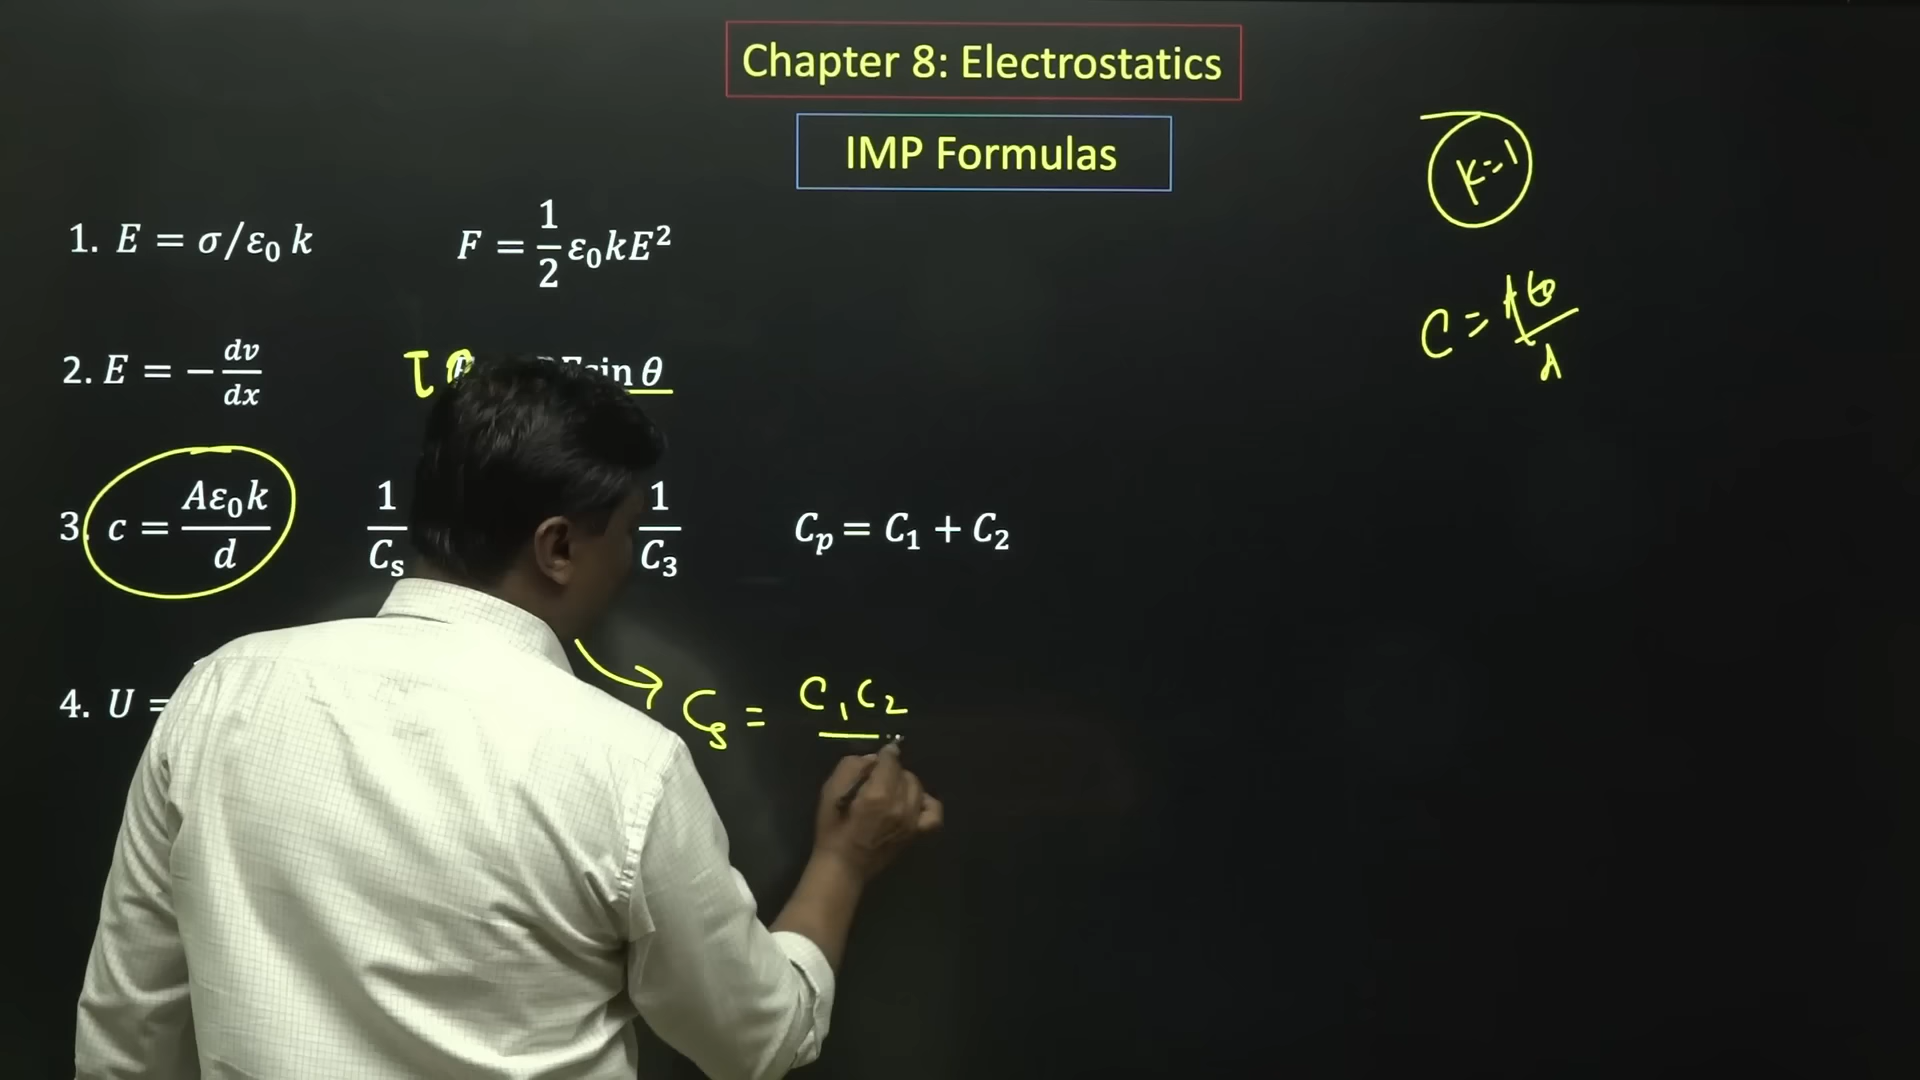 Chapter 8: Electrostatics
IMP Formulas
K=1
1. E = σ/ε₀ k F = 1/2 ε₀kE²
C = Aε₀/d
2. E = − dv/dx τ sin θ
3. c = Aε₀k/d 1/Cs 1/C₃ Cp = C₁ + C₂
4. U = Cs = C₁C₂